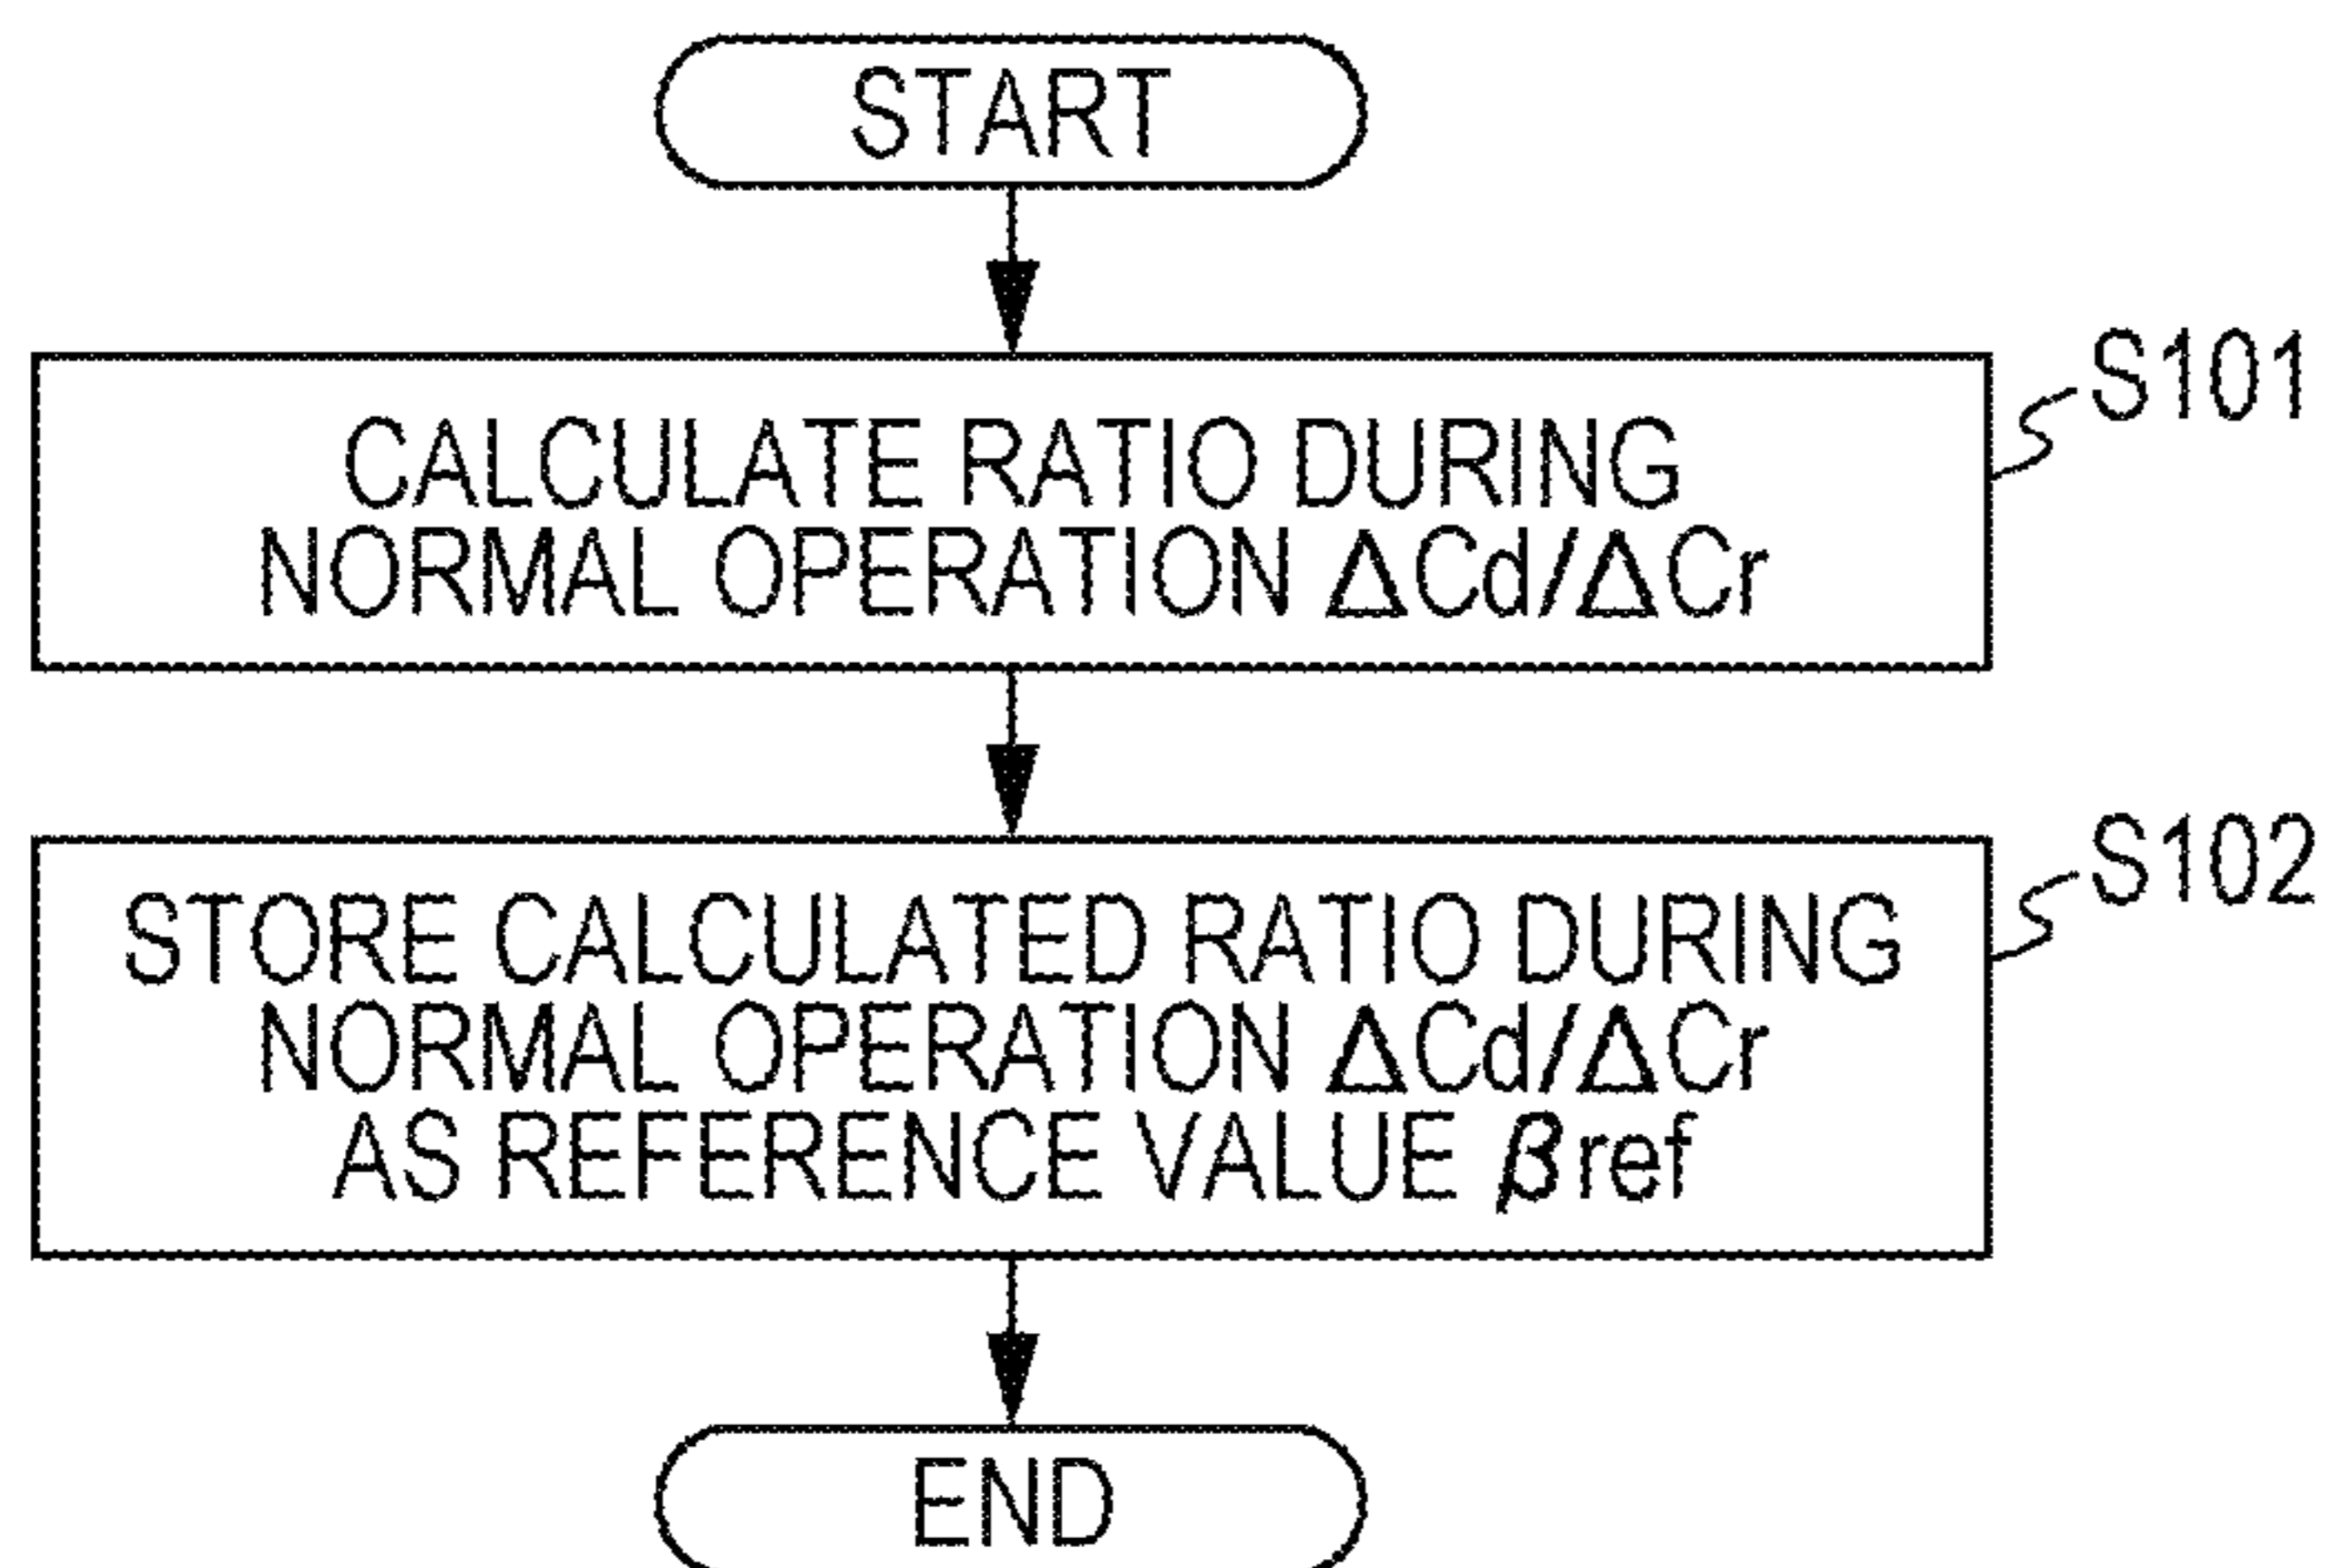 START
S101
CALCULATE RATIO DURING
NORMAL OPERATION ΔCd/ΔCr
S102
STORE CALCULATED RATIO DURING
NORMAL OPERATION ΔCd/ΔCr
AS REFERENCE VALUE βref
END